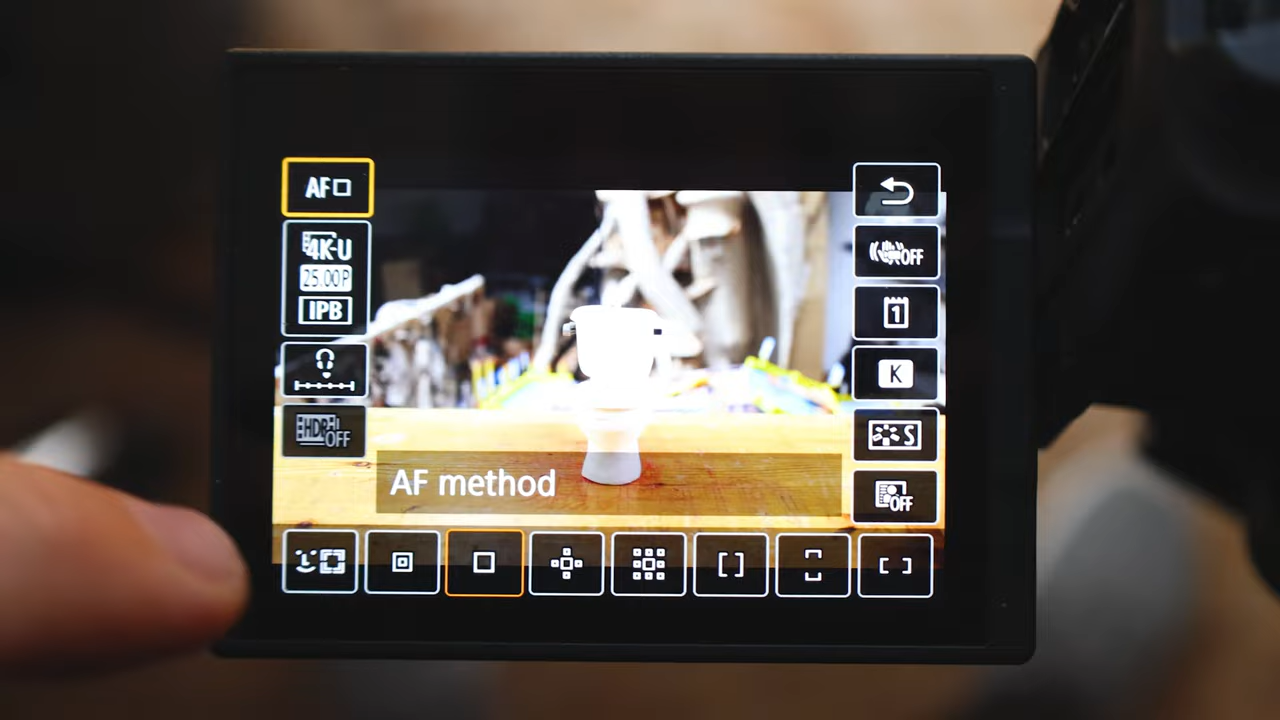 AF
4K-U
25.00P
IPB
HDR
OFF
OFF
1
K
S
OFF
AF method